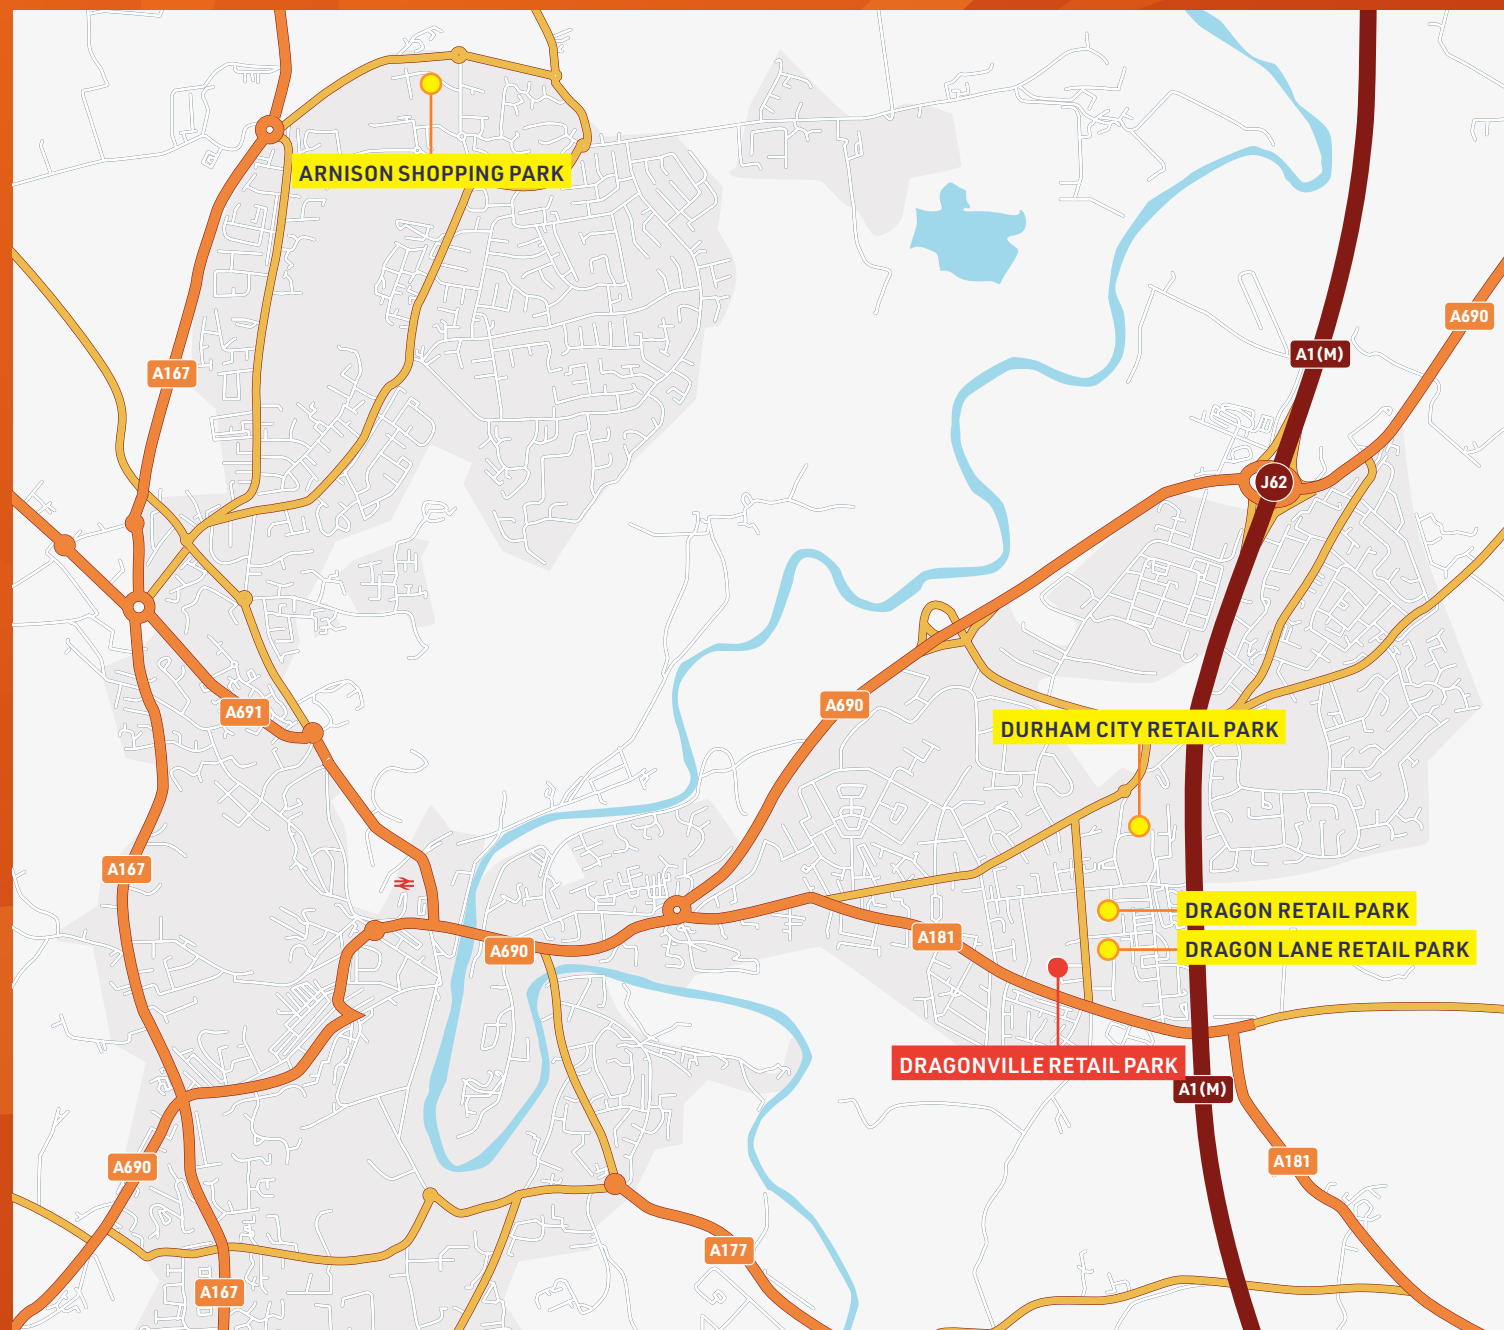 ARNISON SHOPPING PARK
A690
A1(M)
A167
J62
A690
A691
DURHAM CITY RETAIL PARK
A167
DRAGON RETAIL PARK
A181
A690
DRAGON LANE RETAIL PARK
DRAGONVILLE RETAIL PARK
A1(M)
A690
A181
A177
A167